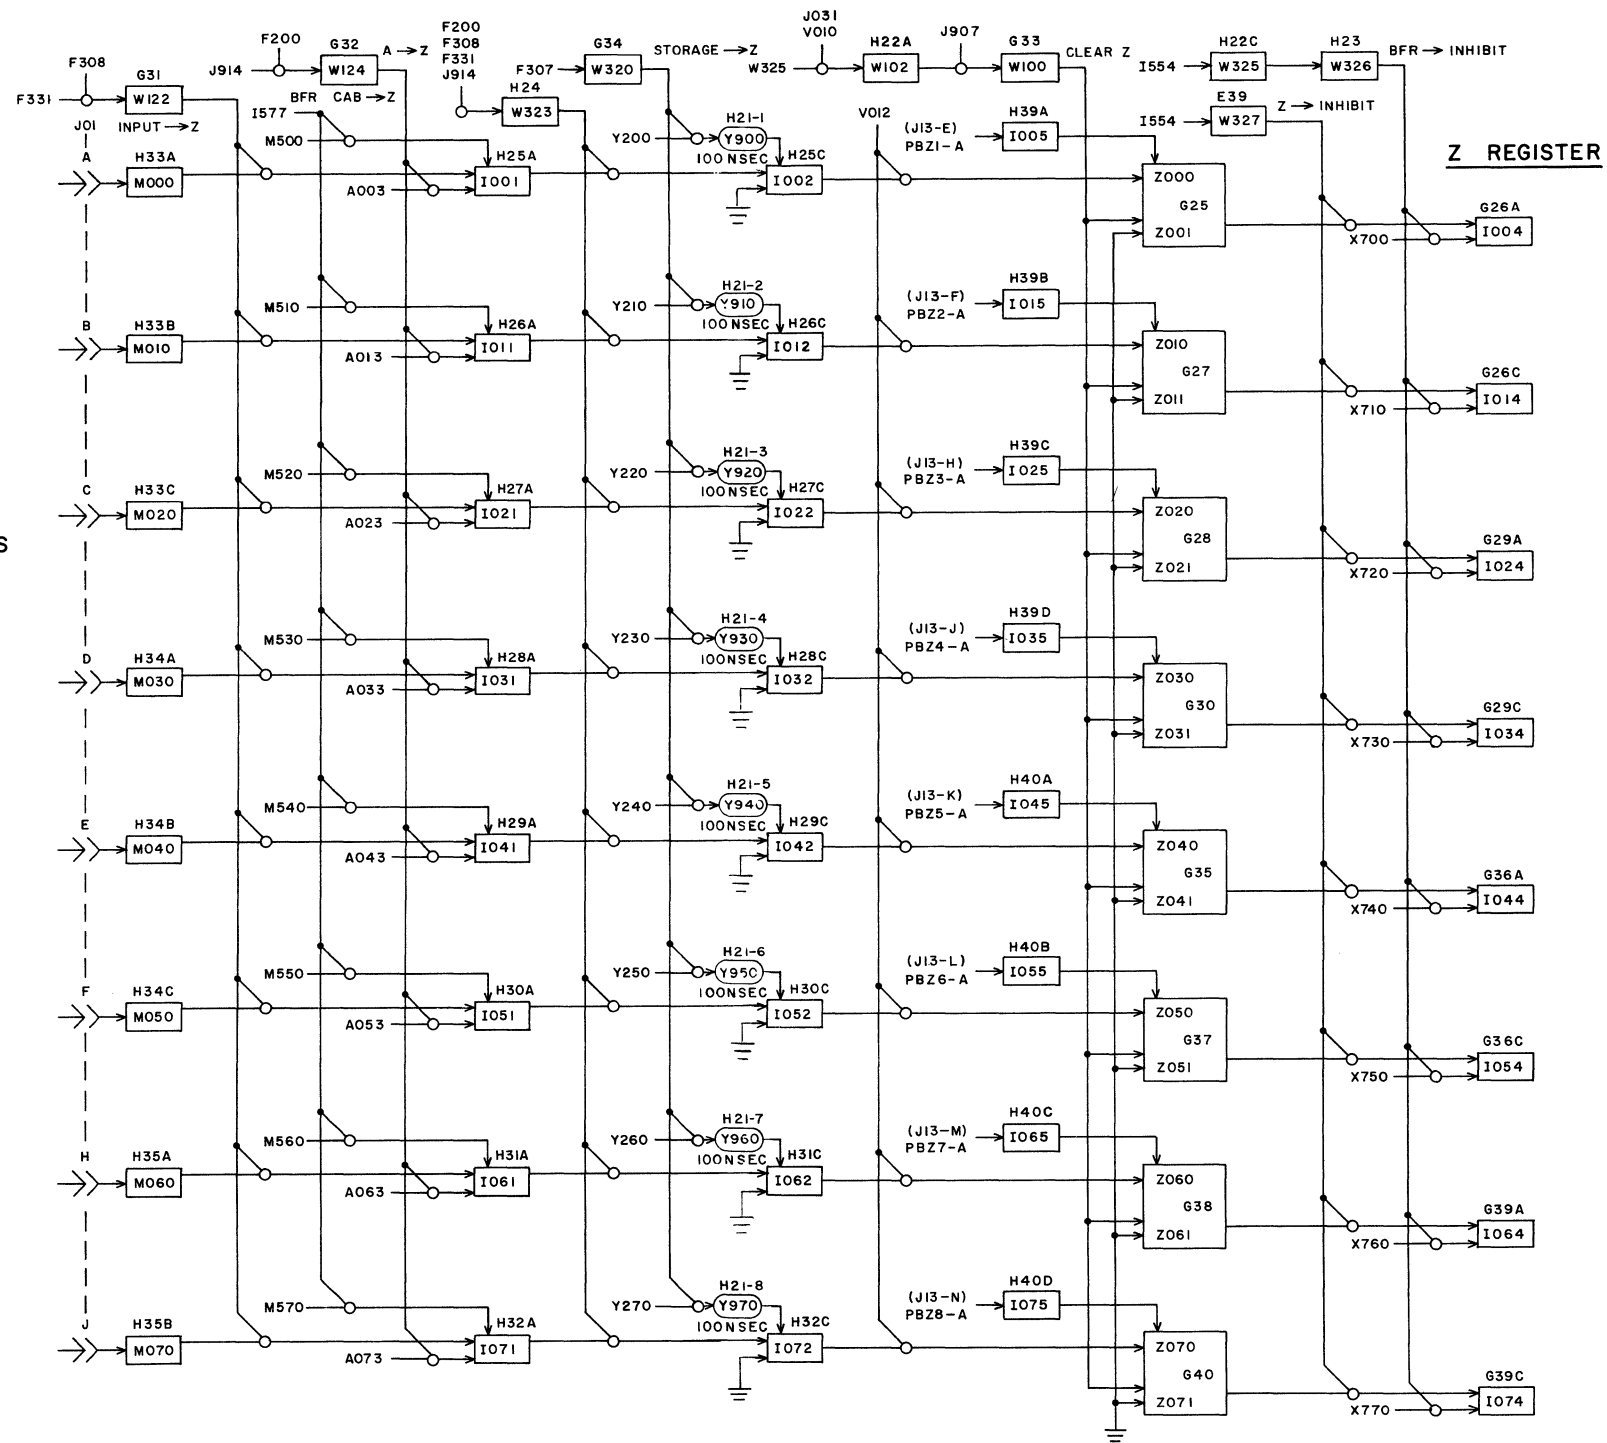 J031
V010
F200
F308
F331
J914
F200
G32
A → Z
G34
STORAGE → Z
H22A
J907
G33
CLEAR Z
H22C
H23
BFR → INHIBIT
F308
G31
J914
W124
F307
W320
W325
W102
W100
I554
W325
W326
F331
W122
BFR CAB → Z
H24
W323
E39
Z → INHIBIT
I554
W327
J01
INPUT → Z
I577
V012
Z REGISTER
A
H33A
M000
M500
H25A
I001
A003
Y200
H21-1
Y900
100 NSEC
H25C
I002
(J13-E)
PBZ1-A
H39A
I005
Z000
G25
Z001
X700
G26A
I004
B
H33B
M010
M510
H26A
I011
A013
Y210
H21-2
Y910
100 NSEC
H26C
I012
(J13-F)
PBZ2-A
H39B
I015
Z010
G27
Z011
X710
G26C
I014
C
H33C
M020
M520
H27A
I021
A023
Y220
H21-3
Y920
100 NSEC
H27C
I022
(J13-H)
PBZ3-A
H39C
I025
Z020
G28
Z021
X720
G29A
I024
S
D
H34A
M030
M530
H28A
I031
A033
Y230
H21-4
Y930
100 NSEC
H28C
I032
(J13-J)
PBZ4-A
H39D
I035
Z030
G30
Z031
X730
G29C
I034
E
H34B
M040
M540
H29A
I041
A043
Y240
H21-5
Y940
100 NSEC
H29C
I042
(J13-K)
PBZ5-A
H40A
I045
Z040
G35
Z041
X740
G36A
I044
F
H34C
M050
M550
H30A
I051
A053
Y250
H21-6
Y950
100 NSEC
H30C
I052
(J13-L)
PBZ6-A
H40B
I055
Z050
G37
Z051
X750
G36C
I054
H
H35A
M060
M560
H31A
I061
A063
Y260
H21-7
Y960
100 NSEC
H31C
I062
(J13-M)
PBZ7-A
H40C
I065
Z060
G38
Z061
X760
G39A
I064
J
H35B
M070
M570
H32A
I071
A073
Y270
H21-8
Y970
100 NSEC
H32C
I072
(J13-N)
PBZ8-A
H40D
I075
Z070
G40
Z071
X770
G39C
I074